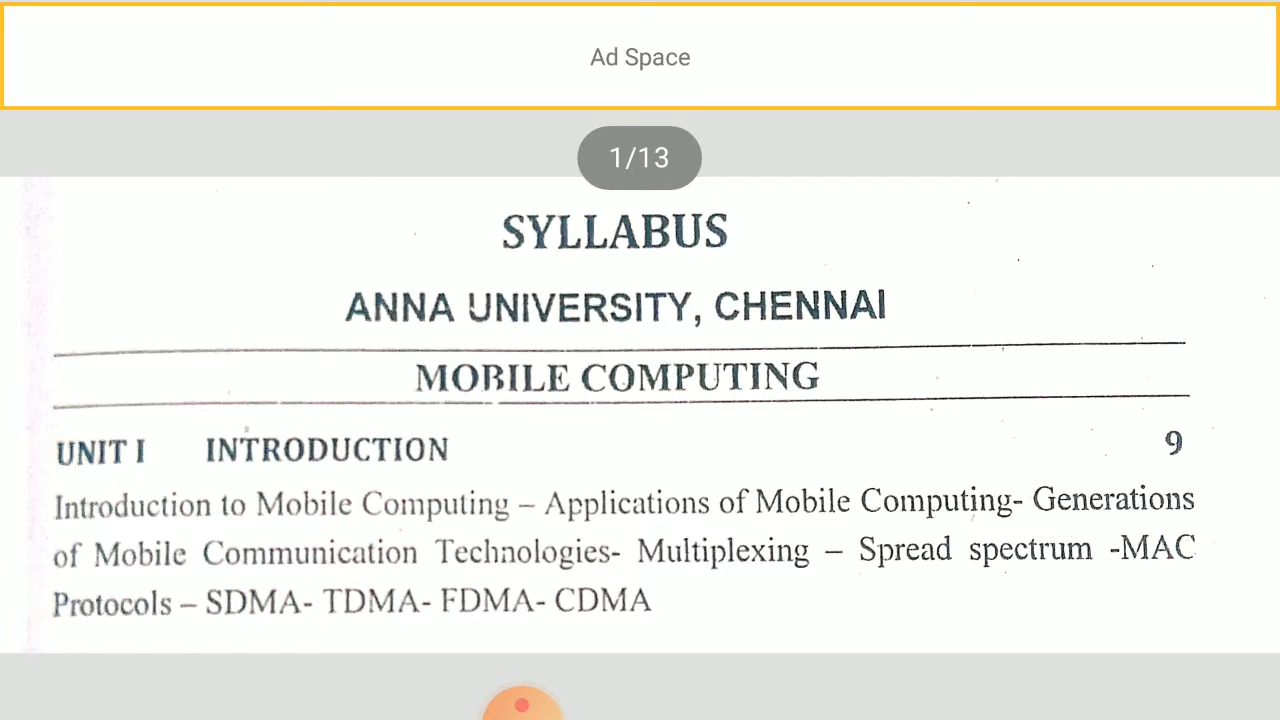 Ad Space
1/13
SYLLABUS
ANNA UNIVERSITY, CHENNAI
MOBILE COMPUTING
UNIT I INTRODUCTION 9
Introduction to Mobile Computing – Applications of Mobile Computing- Generations
of Mobile Communication Technologies- Multiplexing – Spread spectrum -MAC
Protocols – SDMA- TDMA- FDMA- CDMA